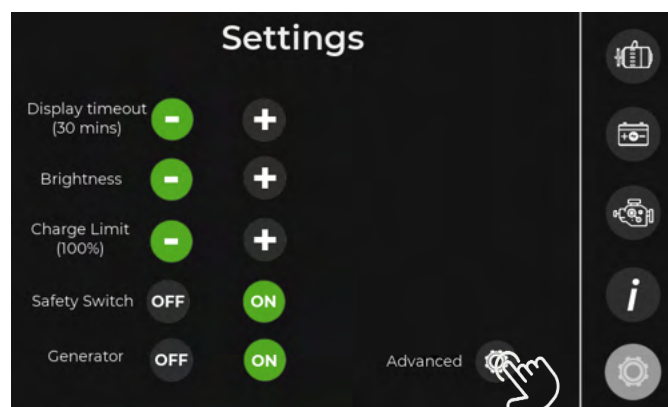 Settings
Display timeout
(30 mins)
-
+
Brightness
-
+
Charge Limit
(100%)
-
+
Safety Switch OFF ON
Generator OFF ON
Advanced
+ -
i